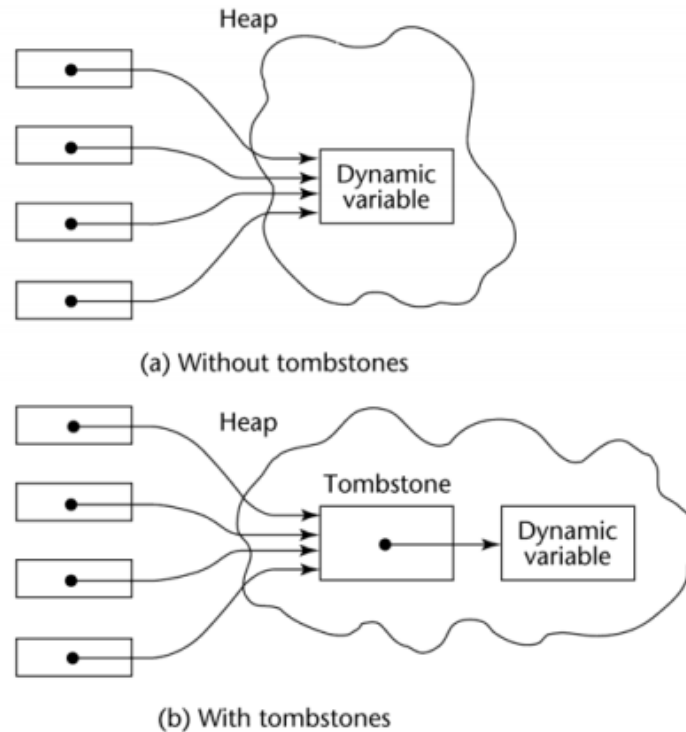 Heap
Dynamic
variable
(a) Without tombstones
Heap
Tombstone
Dynamic
variable
(b) With tombstones